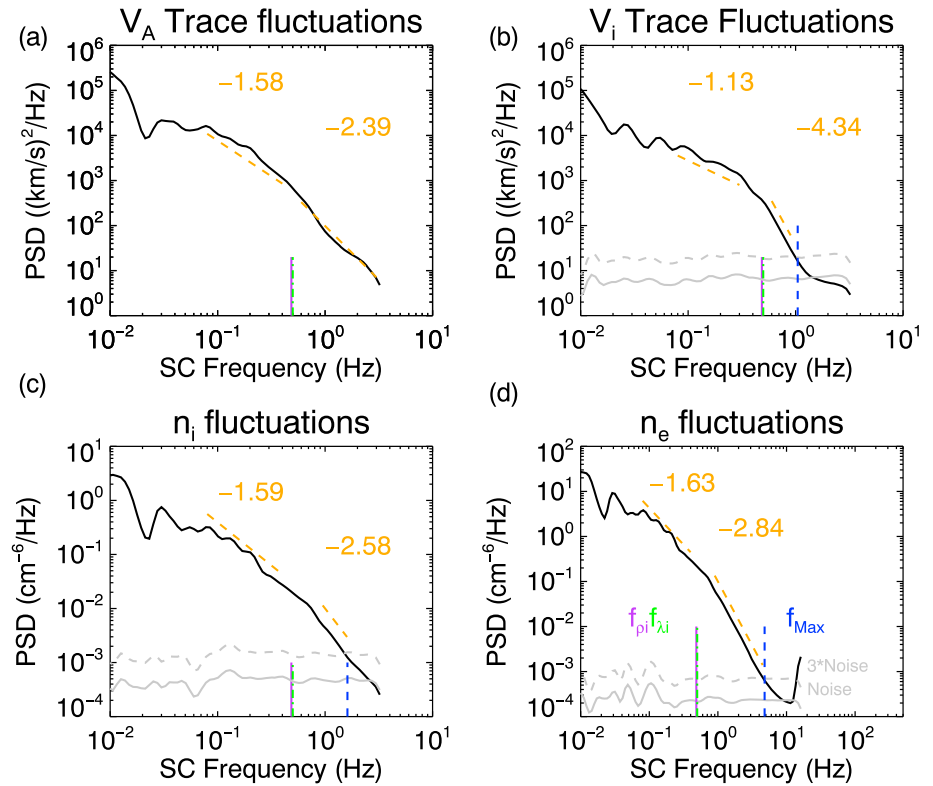 (a)
V_A Trace fluctuations
10^6
10^5
10^4
10^3
10^2
10^1
10^0
PSD ((km/s)^2/Hz)
−1.58
−2.39
10^-2 10^-1 10^0 10^1
SC Frequency (Hz)
(b)
V_i Trace Fluctuations
10^6
10^5
10^4
10^3
10^2
10^1
10^0
PSD ((km/s)^2/Hz)
−1.13
−4.34
10^-2 10^-1 10^0 10^1
SC Frequency (Hz)
(c)
n_i fluctuations
10^1
10^0
10^-1
10^-2
10^-3
10^-4
PSD (cm^-6/Hz)
−1.59
−2.58
10^-2 10^-1 10^0 10^1
SC Frequency (Hz)
(d)
n_e fluctuations
10^2
10^1
10^0
10^-1
10^-2
10^-3
10^-4
PSD (cm^-6/Hz)
−1.63
−2.84
f_ρi f_λi
f_Max
3*Noise
Noise
10^-2 10^-1 10^0 10^1 10^2
SC Frequency (Hz)